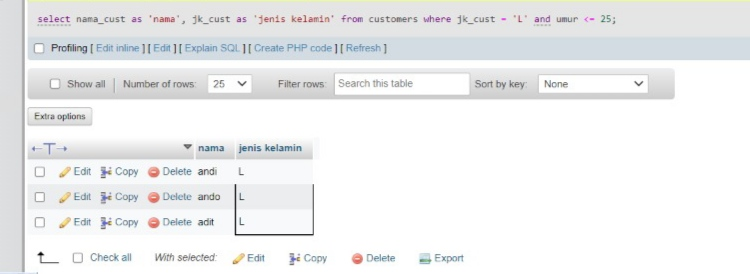 select nama_cust as 'nama', jk_cust as 'jenis kelamin' from customers where jk_cust = 'L' and umur <= 25;
Profiling [ Edit inline ] [ Edit ] [ Explain SQL ] [ Create PHP code ] [ Refresh ]
Show all Number of rows: 25 Filter rows: Search this table Sort by key: None
Extra options
←T→ nama jenis kelamin
Edit Copy Delete andi L
Edit Copy Delete ando L
Edit Copy Delete adit L
Check all With selected: Edit Copy Delete Export